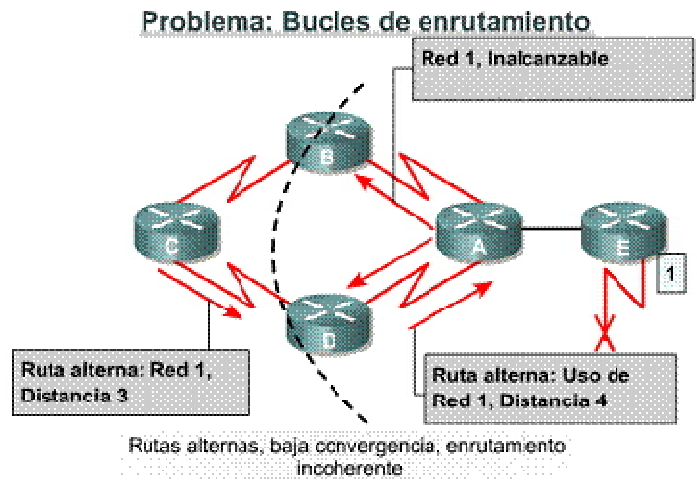 Problema: Bucles de enrutamiento
Red 1, Inalcanzable
B
C
A
E
1
D
Ruta alterna: Red 1,
Distancia 3
Ruta alterna: Uso de
Red 1, Distancia 4
Rutas alternas, baja convergencia, enrutamiento
incoherente